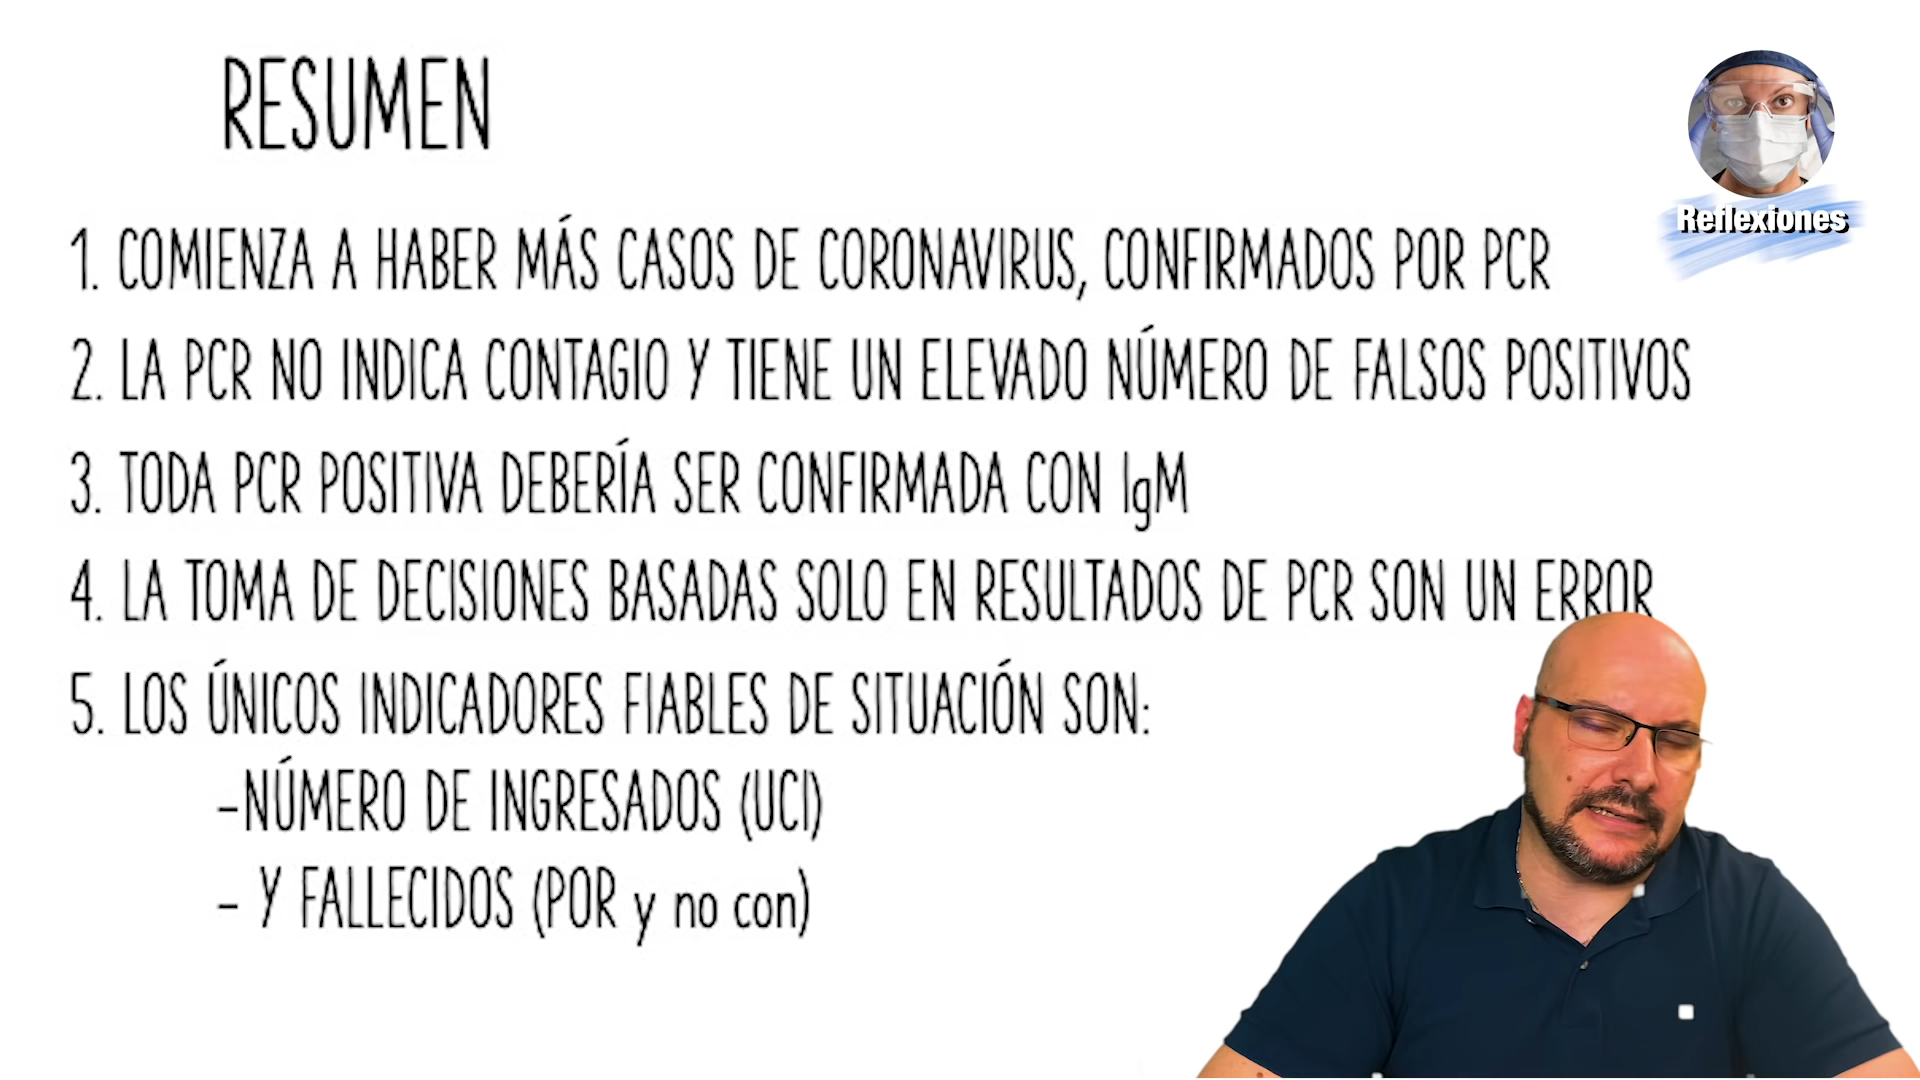 RESUMEN
Reflexiones
1. COMIENZA A HABER MÁS CASOS DE CORONAVIRUS, CONFIRMADOS POR PCR
2. LA PCR NO INDICA CONTAGIO Y TIENE UN ELEVADO NÚMERO DE FALSOS POSITIVOS
3. TODA PCR POSITIVA DEBERÍA SER CONFIRMADA CON IgM
4. LA TOMA DE DECISIONES BASADAS SOLO EN RESULTADOS DE PCR SON UN ERROR
5. LOS ÚNICOS INDICADORES FIABLES DE SITUACIÓN SON:
-NÚMERO DE INGRESADOS (UCI)
- Y FALLECIDOS (POR y no con)